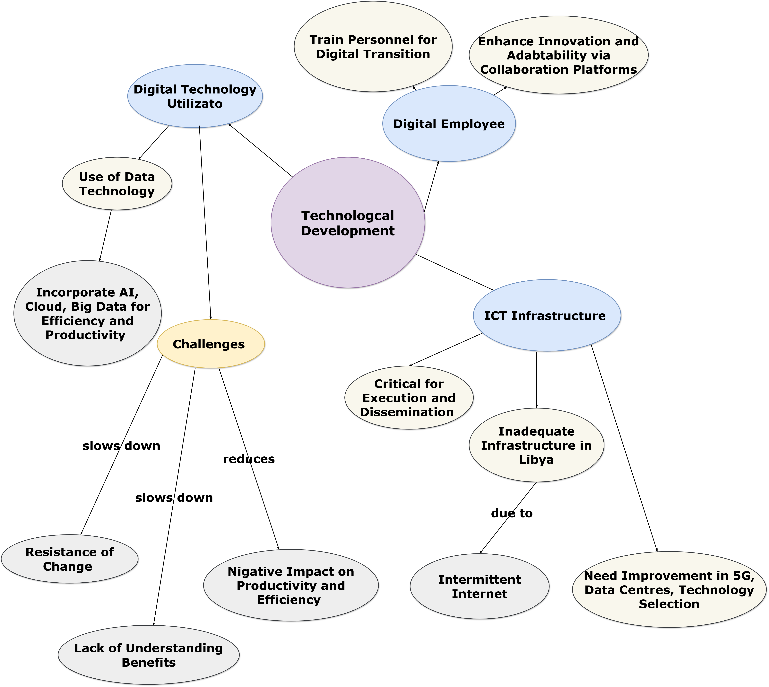 Train Personnel for
Digital Transition
Enhance Innovation and
Adabtability via
Collaboration Platforms
Digital Technology
Utilizato
Digital Employee
Use of Data
Technology
Technologcal
Development
Incorporate AI,
Cloud, Big Data for
Efficiency and
Productivity
ICT Infrastructure
Challenges
Critical for
Execution and
Dissemination
Inadequate
Infrastructure in
Libya
slows down
reduces
slows down
due to
Resistance of
Change
Nigative Impact on
Productivity and
Efficiency
Intermittent
Internet
Need Improvement in 5G,
Data Centres, Technology
Selection
Lack of Understanding
Benefits